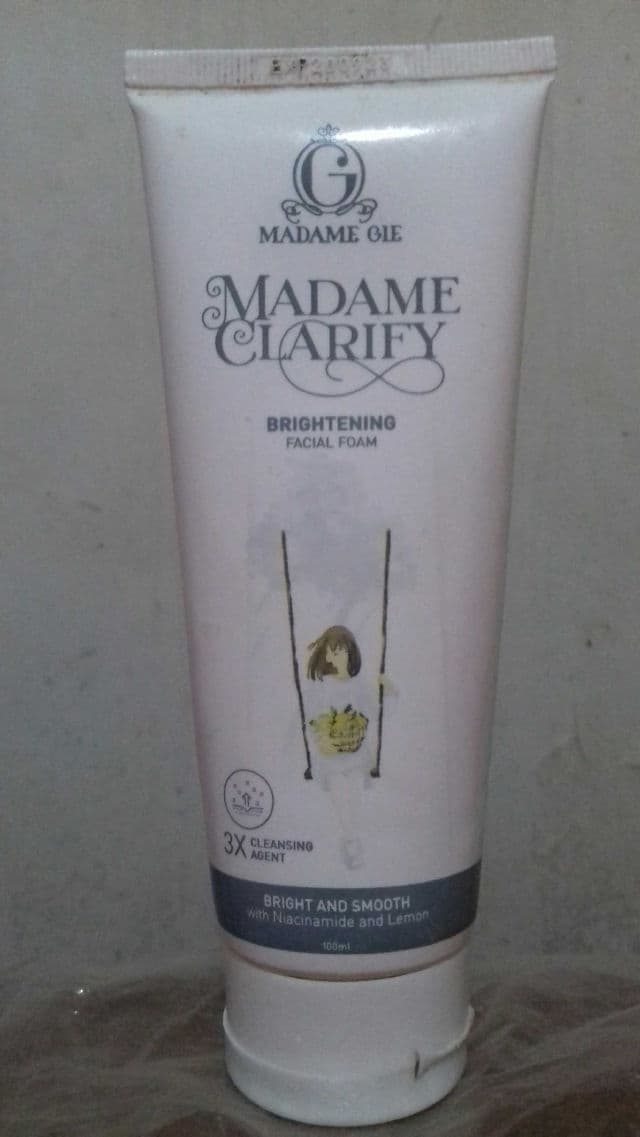 G
MADAME GIE
MADAME
CLARIFY
BRIGHTENING
FACIAL FOAM
3X CLEANSING
AGENT
BRIGHT AND SMOOTH
with Niacinamide and Lemon
100ml